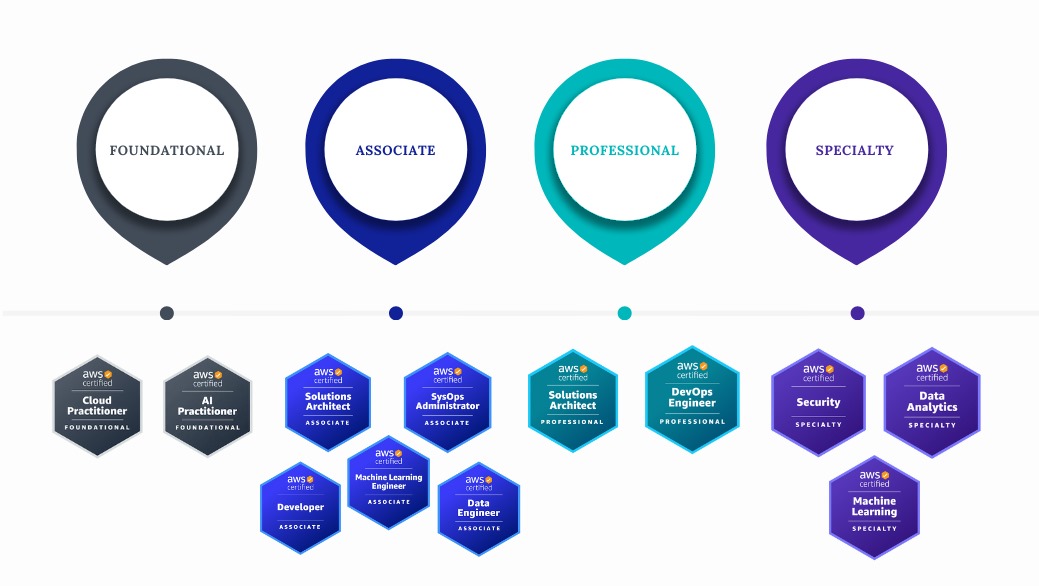 FOUNDATIONAL
ASSOCIATE
PROFESSIONAL
SPECIALTY
aws
certified
Cloud
Practitioner
FOUNDATIONAL
aws
certified
AI
Practitioner
FOUNDATIONAL
aws
certified
Solutions
Architect
ASSOCIATE
aws
certified
SysOps
Administrator
ASSOCIATE
aws
certified
Developer
ASSOCIATE
aws
certified
Machine Learning
Engineer
ASSOCIATE
aws
certified
Data
Engineer
ASSOCIATE
aws
certified
Solutions
Architect
PROFESSIONAL
aws
certified
DevOps
Engineer
PROFESSIONAL
aws
certified
Security
SPECIALTY
aws
certified
Data
Analytics
SPECIALTY
aws
certified
Machine
Learning
SPECIALTY